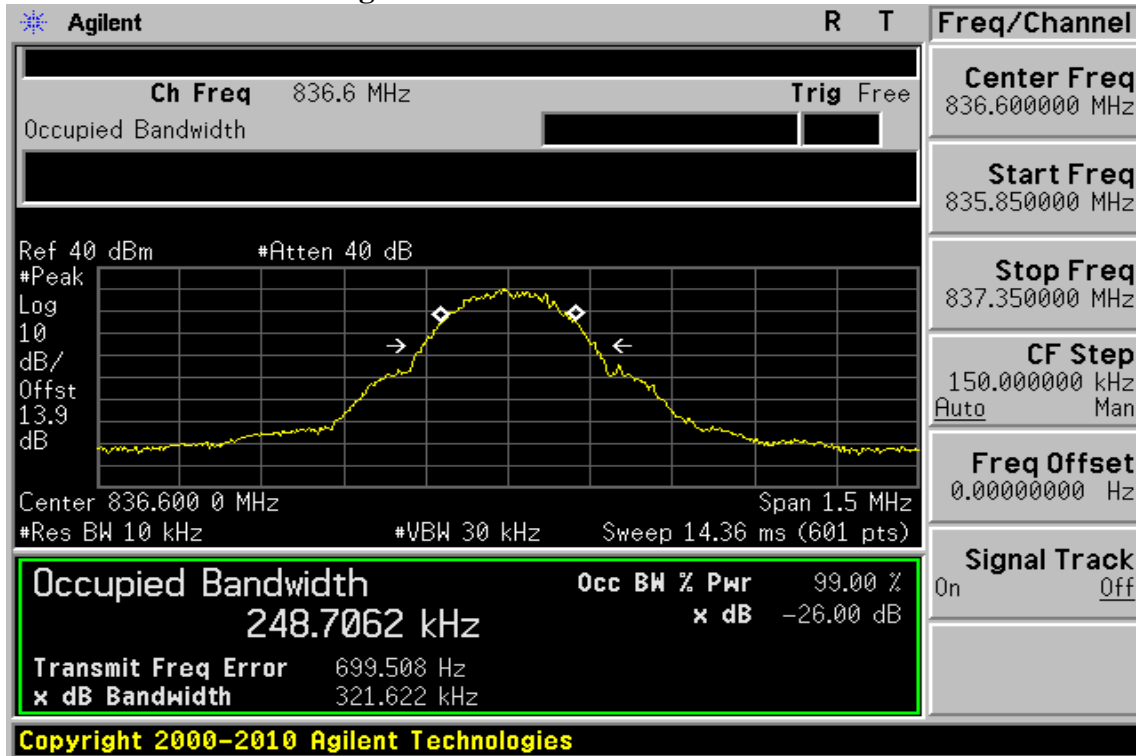 Agilent R T
Freq/Channel
Ch Freq 836.6 MHz Trig Free
Occupied Bandwidth
Center Freq
836.600000 MHz
Start Freq
835.850000 MHz
Stop Freq
837.350000 MHz
CF Step
150.000000 kHz
Auto Man
Freq Offset
0.00000000 Hz
Signal Track
On Off
Ref 40 dBm #Atten 40 dB
#Peak
Log
10
dB/
Offst
13.9
dB
Center 836.600 0 MHz Span 1.5 MHz
#Res BW 10 kHz #VBW 30 kHz Sweep 14.36 ms (601 pts)
Occupied Bandwidth Occ BW % Pwr 99.00 %
248.7062 kHz x dB -26.00 dB
Transmit Freq Error 699.508 Hz
x dB Bandwidth 321.622 kHz
Copyright 2000-2010 Agilent Technologies